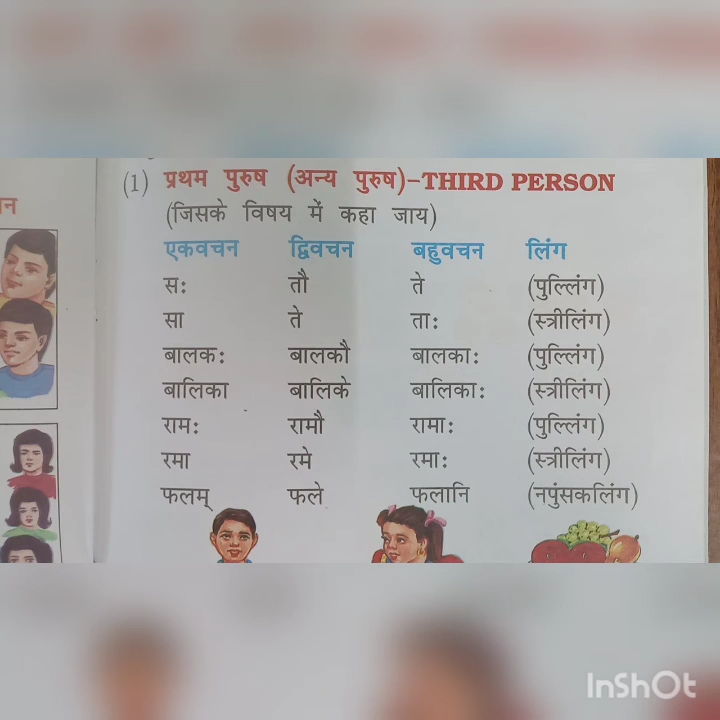 (1) प्रथम पुरुष (अन्य पुरुष)–THIRD PERSON
(जिसके विषय में कहा जाय)
एकवचन द्विवचन बहुवचन लिंग
सः तौ ते (पुल्लिंग)
सा ते ताः (स्त्रीलिंग)
बालकः बालकौ बालकाः (पुल्लिंग)
बालिका बालिके बालिकाः (स्त्रीलिंग)
रामः रामौ रामाः (पुल्लिंग)
रमा रमे रमाः (स्त्रीलिंग)
फलम् फले फलानि (नपुंसकलिंग)
InShOt